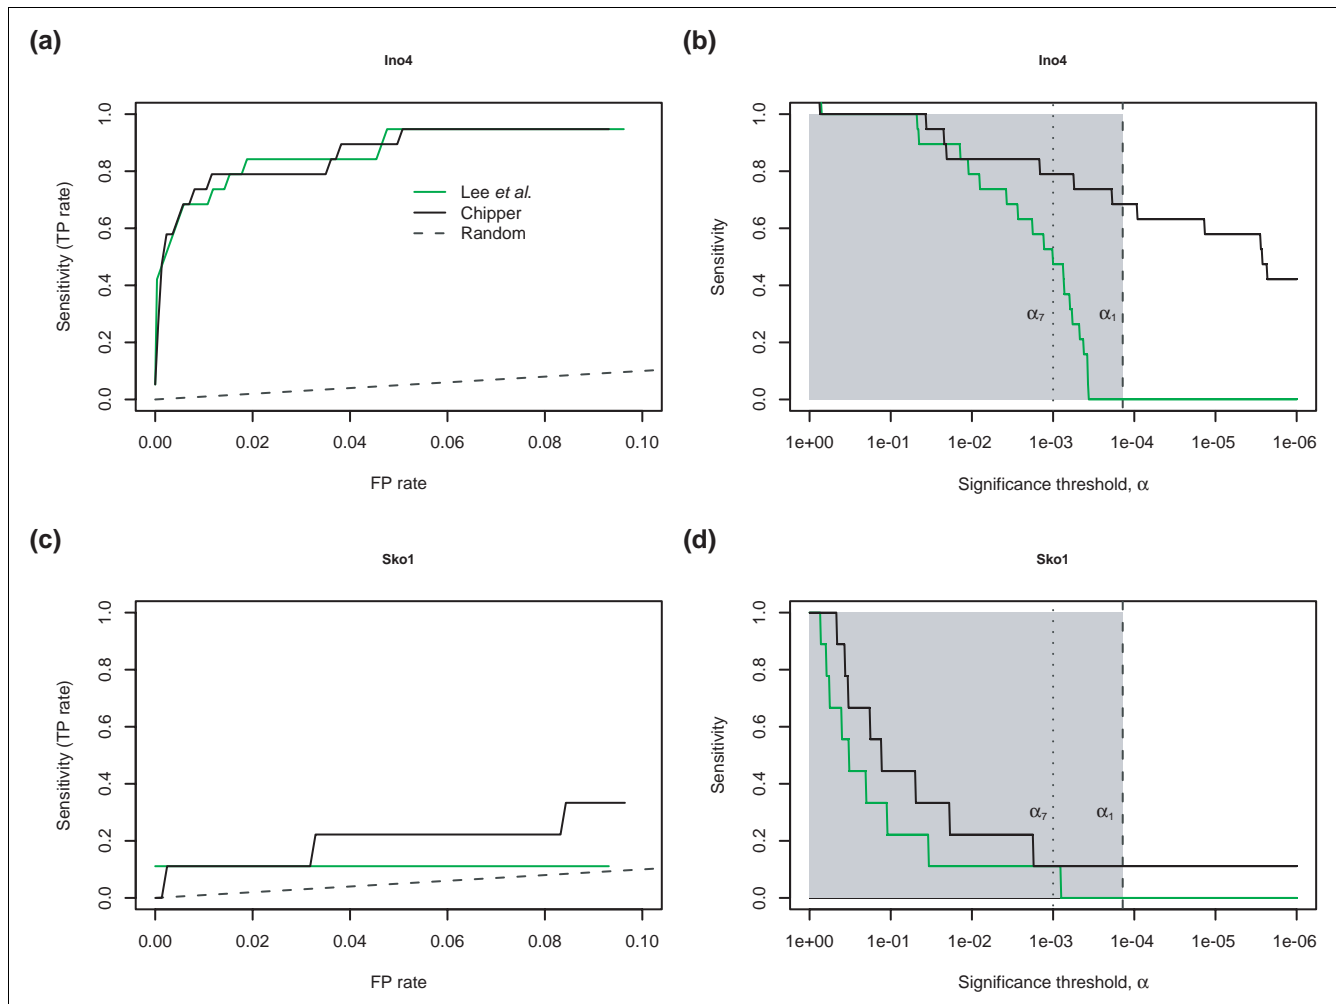 (a)
Ino4
1.0
0.8
0.6
0.4
0.2
0.0
Sensitivity (TP rate)
Lee et al.
Chipper
Random
0.00 0.02 0.04 0.06 0.08 0.10
FP rate
(b)
Ino4
1.0
0.8
0.6
0.4
0.2
0.0
Sensitivity
α7 α1
1e+00 1e-01 1e-02 1e-03 1e-04 1e-05 1e-06
Significance threshold, α
(c)
Sko1
1.0
0.8
0.6
0.4
0.2
0.0
Sensitivity (TP rate)
0.00 0.02 0.04 0.06 0.08 0.10
FP rate
(d)
Sko1
1.0
0.8
0.6
0.4
0.2
0.0
Sensitivity
α7 α1
1e+00 1e-01 1e-02 1e-03 1e-04 1e-05 1e-06
Significance threshold, α